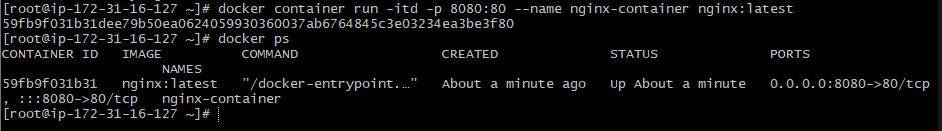 [root@ip-172-31-16-127 ~]# docker container run -itd -p 8080:80 --name nginx-container nginx:latest
59fb9f031b31dee79b50ea0624059930360037ab6764845c3e03234ea3be3f80
[root@ip-172-31-16-127 ~]# docker ps
CONTAINER ID   IMAGE          COMMAND                  CREATED              STATUS              PORTS
                   NAMES
59fb9f031b31   nginx:latest   "/docker-entrypoint.…"   About a minute ago   Up About a minute   0.0.0.0:8080->80/tcp
, :::8080->80/tcp   nginx-container
[root@ip-172-31-16-127 ~]#